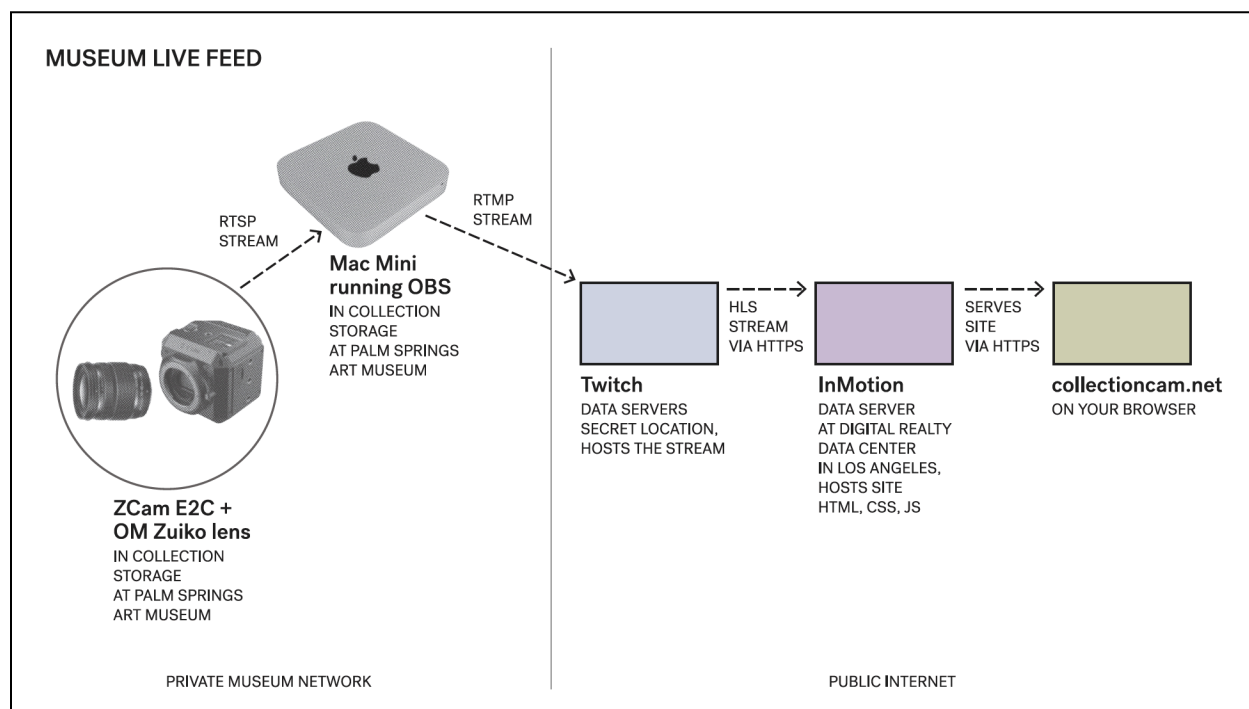 MUSEUM LIVE FEED
RTSP
STREAM
RTMP
STREAM
Mac Mini
running OBS
IN COLLECTION
STORAGE
AT PALM SPRINGS
ART MUSEUM
ZCam E2C +
OM Zuiko lens
IN COLLECTION
STORAGE
AT PALM SPRINGS
ART MUSEUM
HLS
STREAM
VIA HTTPS
SERVES
SITE
VIA HTTPS
Twitch
DATA SERVERS
SECRET LOCATION,
HOSTS THE STREAM
InMotion
DATA SERVER
AT DIGITAL REALTY
DATA CENTER
IN LOS ANGELES,
HOSTS SITE
HTML, CSS, JS
collectioncam.net
ON YOUR BROWSER
PRIVATE MUSEUM NETWORK
PUBLIC INTERNET